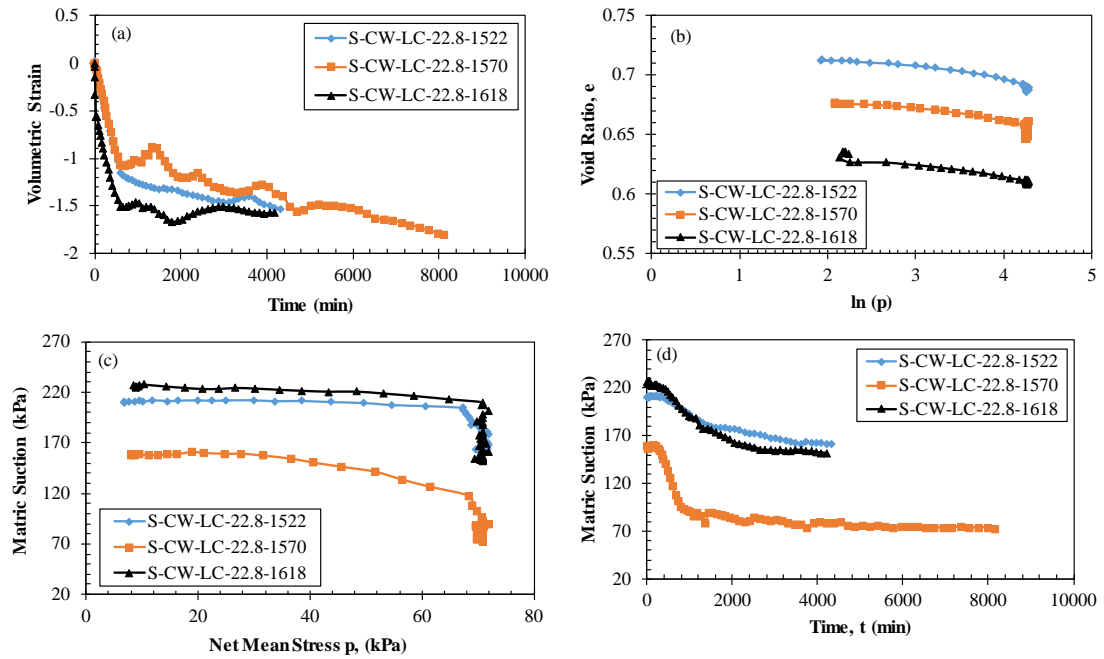 (a)
S-CW-LC-22.8-1522
S-CW-LC-22.8-1570
S-CW-LC-22.8-1618
0.5
0
-0.5
-1
-1.5
-2
Volumetric Strain
0 2000 4000 6000 8000 10000
Time (min)
(b)
0.75
0.7
0.65
0.6
0.55
Void Ratio, e
S-CW-LC-22.8-1522
S-CW-LC-22.8-1570
S-CW-LC-22.8-1618
0 1 2 3 4 5
ln (p)
(c)
270
220
170
120
70
20
Matric Suction (kPa)
S-CW-LC-22.8-1522
S-CW-LC-22.8-1570
S-CW-LC-22.8-1618
0 20 40 60 80
Net Mean Stress p, (kPa)
(d)
S-CW-LC-22.8-1522
S-CW-LC-22.8-1570
S-CW-LC-22.8-1618
270
220
170
120
70
20
Matric Suction (kPa)
0 2000 4000 6000 8000 10000
Time, t (min)